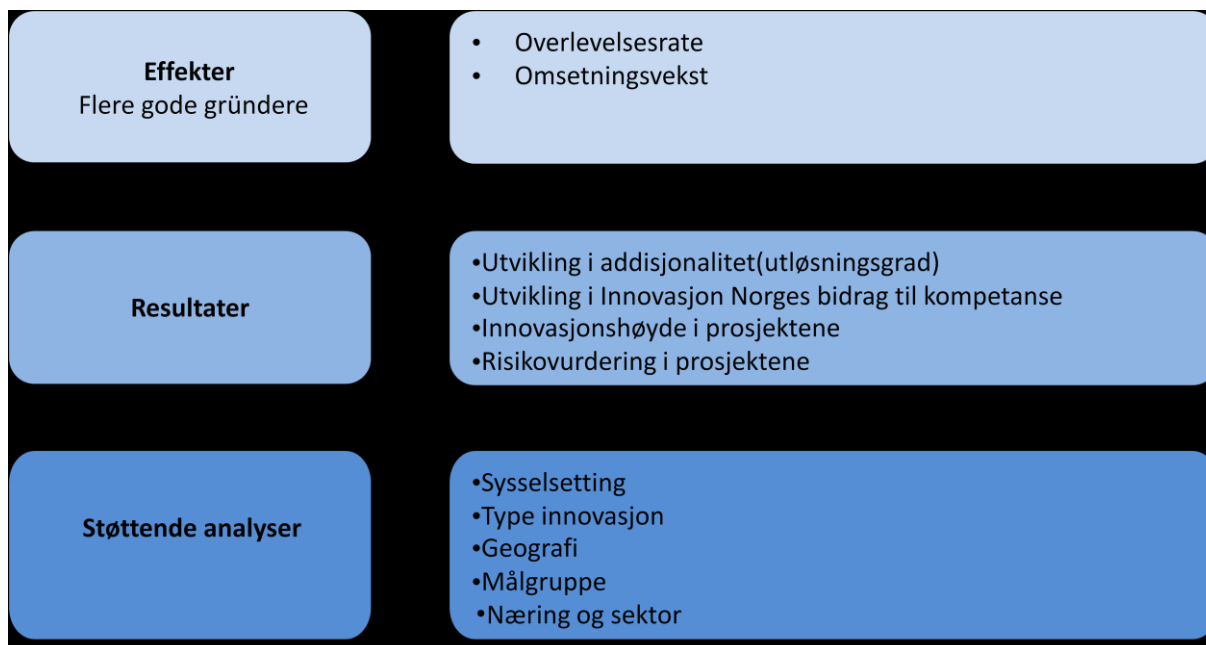 Effekter
Flere gode gründere
• Overlevelsesrate
• Omsetningsvekst
Resultater
•Utvikling i addisjonalitet(utløsningsgrad)
•Utvikling i Innovasjon Norges bidrag til kompetanse
•Innovasjonshøyde i prosjektene
•Risikovurdering i prosjektene
Støttende analyser
•Sysselsetting
•Type innovasjon
•Geografi
•Målgruppe
•Næring og sektor